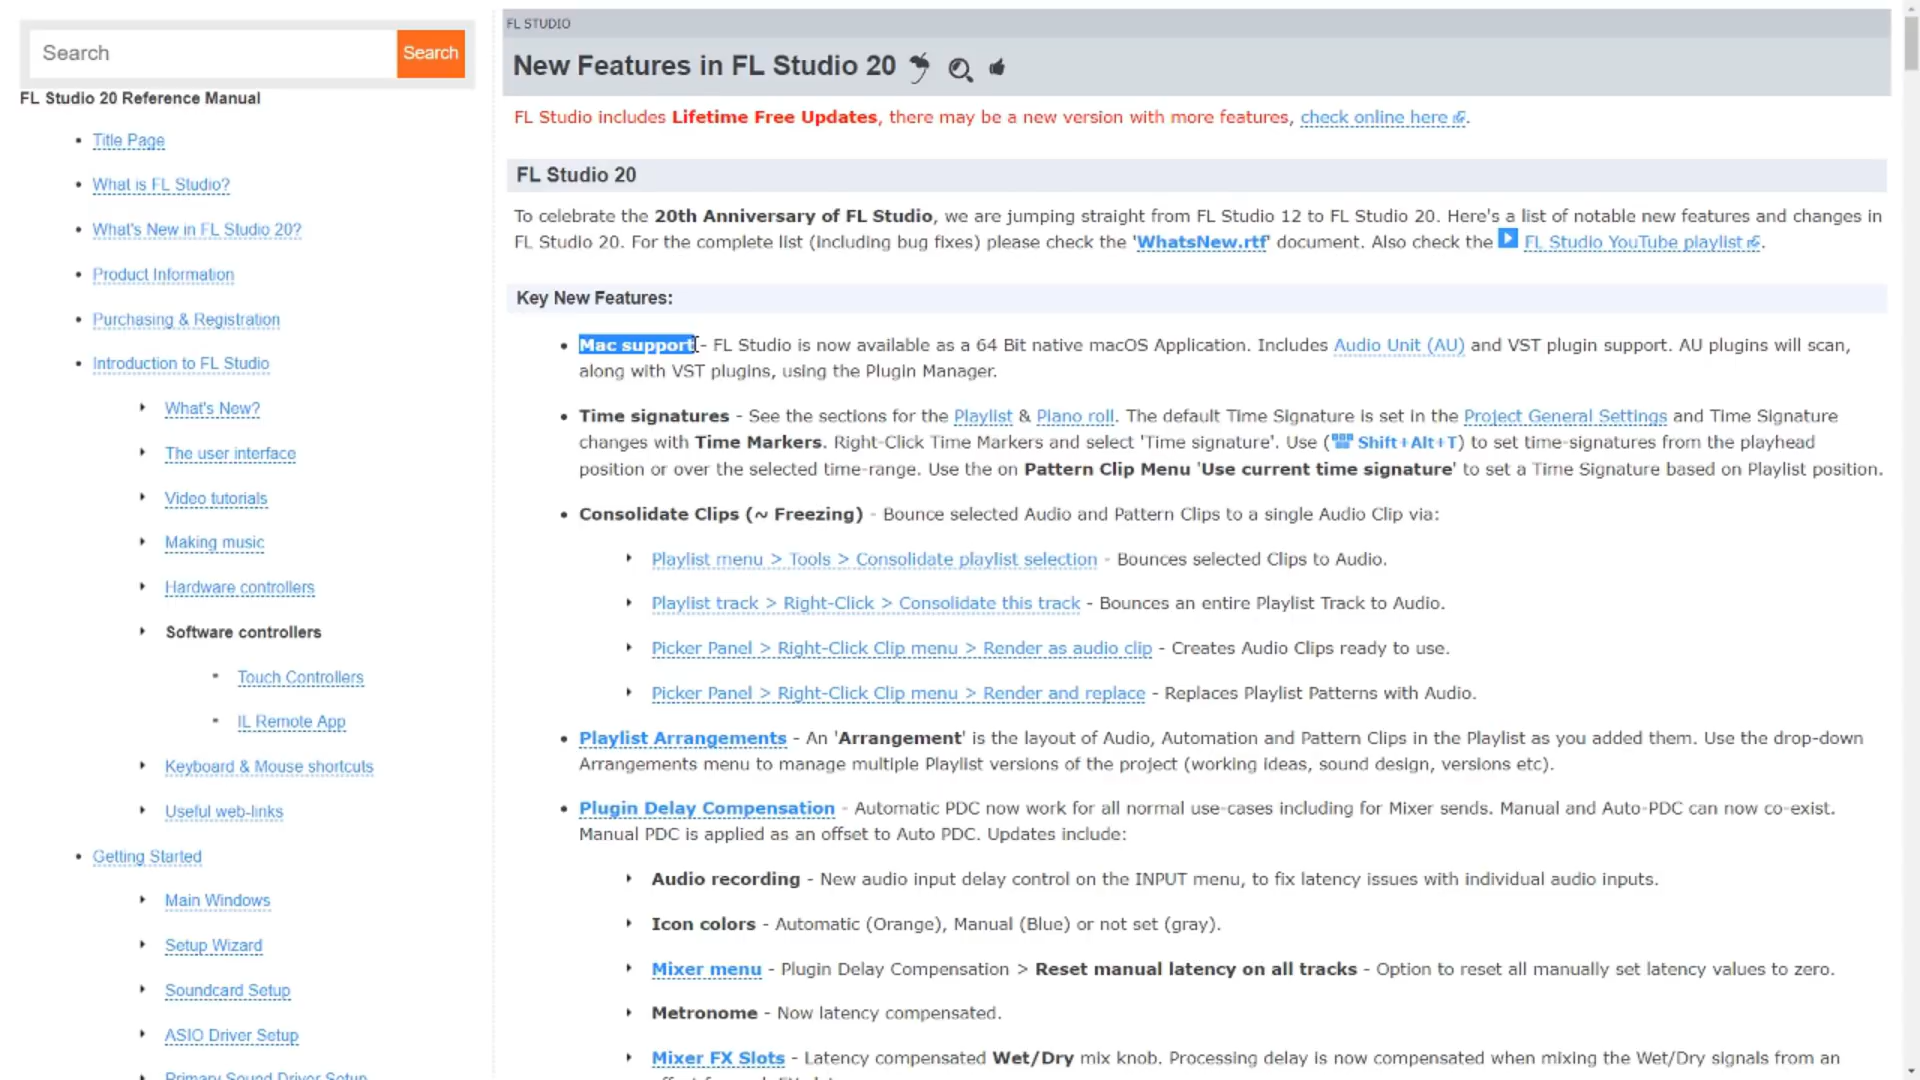 Search
Search
FL Studio 20 Reference Manual
Title Page
What is FL Studio?
What's New in FL Studio 20?
Product Information
Purchasing & Registration
Introduction to FL Studio
What's New?
The user interface
Video tutorials
Making music
Hardware controllers
Software controllers
Touch Controllers
IL Remote App
Keyboard & Mouse shortcuts
Useful web-links
Getting Started
Main Windows
Setup Wizard
Soundcard Setup
ASIO Driver Setup
Primary Sound Driver Setup
FL STUDIO
New Features in FL Studio 20
FL Studio includes Lifetime Free Updates, there may be a new version with more features, check online here.
FL Studio 20
To celebrate the 20th Anniversary of FL Studio, we are jumping straight from FL Studio 12 to FL Studio 20. Here's a list of notable new features and changes in
FL Studio 20. For the complete list (including bug fixes) please check the 'WhatsNew.rtf' document. Also check the FL Studio YouTube playlist.
Key New Features:
Mac support - FL Studio is now available as a 64 Bit native macOS Application. Includes Audio Unit (AU) and VST plugin support. AU plugins will scan,
along with VST plugins, using the Plugin Manager.
Time signatures - See the sections for the Playlist & Piano roll. The default Time Signature is set in the Project General Settings and Time Signature
changes with Time Markers. Right-Click Time Markers and select 'Time signature'. Use (Shift+Alt+T) to set time-signatures from the playhead
position or over the selected time-range. Use the on Pattern Clip Menu 'Use current time signature' to set a Time Signature based on Playlist position.
Consolidate Clips (~ Freezing) - Bounce selected Audio and Pattern Clips to a single Audio Clip via:
Playlist menu > Tools > Consolidate playlist selection - Bounces selected Clips to Audio.
Playlist track > Right-Click > Consolidate this track - Bounces an entire Playlist Track to Audio.
Picker Panel > Right-Click Clip menu > Render as audio clip - Creates Audio Clips ready to use.
Picker Panel > Right-Click Clip menu > Render and replace - Replaces Playlist Patterns with Audio.
Playlist Arrangements - An 'Arrangement' is the layout of Audio, Automation and Pattern Clips in the Playlist as you added them. Use the drop-down
Arrangements menu to manage multiple Playlist versions of the project (working ideas, sound design, versions etc).
Plugin Delay Compensation - Automatic PDC now work for all normal use-cases including for Mixer sends. Manual and Auto-PDC can now co-exist.
Manual PDC is applied as an offset to Auto PDC. Updates include:
Audio recording - New audio input delay control on the INPUT menu, to fix latency issues with individual audio inputs.
Icon colors - Automatic (Orange), Manual (Blue) or not set (gray).
Mixer menu - Plugin Delay Compensation > Reset manual latency on all tracks - Option to reset all manually set latency values to zero.
Metronome - Now latency compensated.
Mixer FX Slots - Latency compensated Wet/Dry mix knob. Processing delay is now compensated when mixing the Wet/Dry signals from an